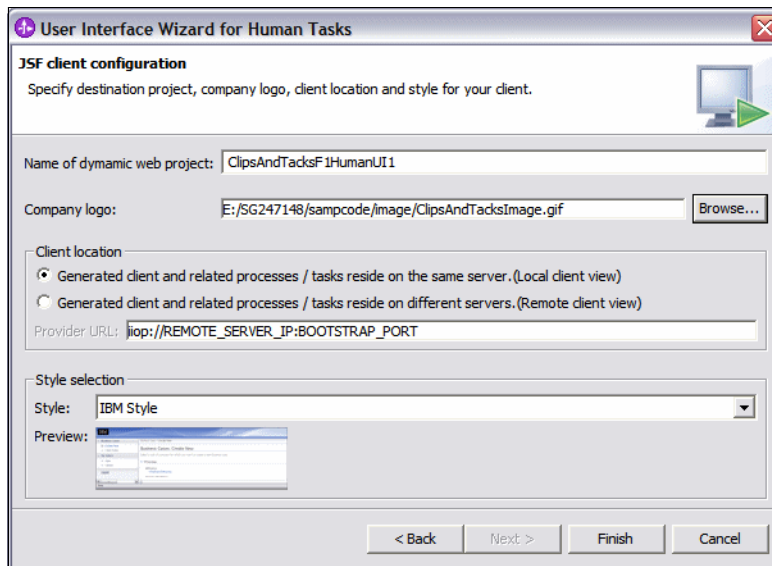 User Interface Wizard for Human Tasks
JSF client configuration
Specify destination project, company logo, client location and style for your client.
Name of dymamic web project: ClipsAndTacksF1HumanUI1
Company logo: E:/SG247148/sampcode/image/ClipsAndTacksImage.gif Browse...
Client location
Generated client and related processes / tasks reside on the same server.(Local client view)
Generated client and related processes / tasks reside on different servers.(Remote client view)
Provider URL: iiop://REMOTE_SERVER_IP:BOOTSTRAP_PORT
Style selection
Style: IBM Style
Preview:
< Back Next > Finish Cancel